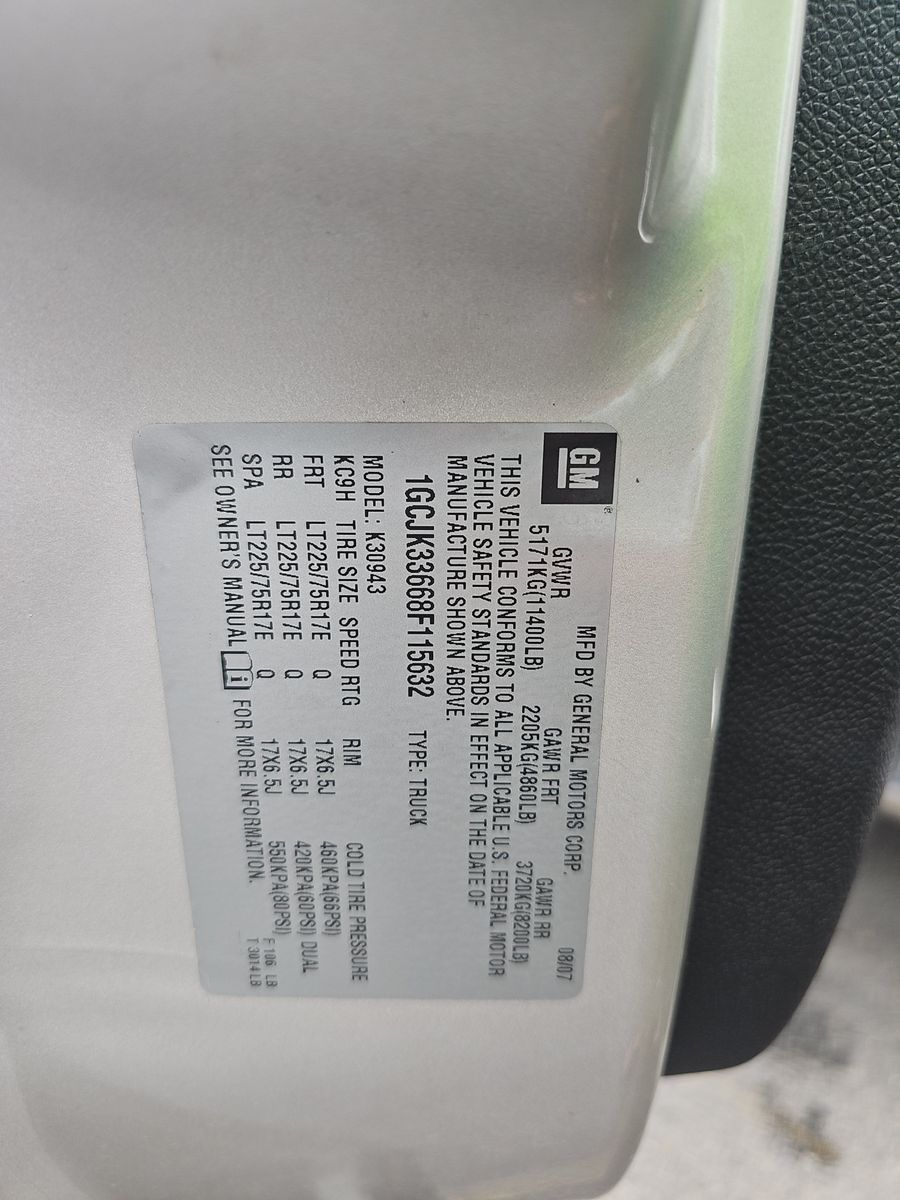 GM® MFD BY GENERAL MOTORS CORP. 08/07
GVWR GAWR FRT GAWR RR
5171KG(11400LB) 2205KG(4860LB) 3720KG(8200LB)
THIS VEHICLE CONFORMS TO ALL APPLICABLE U.S. FEDERAL MOTOR
VEHICLE SAFETY STANDARDS IN EFFECT ON THE DATE OF
MANUFACTURE SHOWN ABOVE.
1GCJK33668F115632 TYPE: TRUCK
MODEL: K30943
KC9H TIRE SIZE SPEED RTG RIM COLD TIRE PRESSURE
FRT LT225/75R17E Q 17X6.5J 460KPA(66PSI)
RR LT225/75R17E Q 17X6.5J 420KPA(60PSI) DUAL
SPA LT225/75R17E Q 17X6.5J 550KPA(80PSI)
SEE OWNER'S MANUAL i FOR MORE INFORMATION.
F 106 LB
T 3014 LB